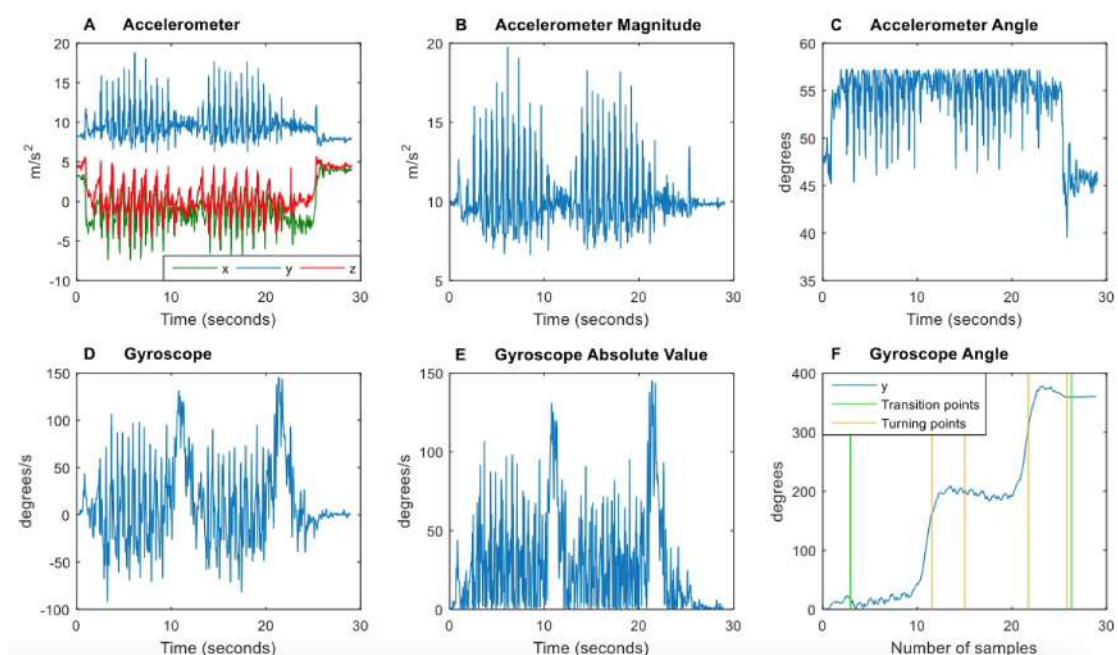 A Accelerometer
20
15
10
5
0
-5
-10
m/s²
x y z
0 10 20 30
Time (seconds)
B Accelerometer Magnitude
20
15
10
5
m/s²
0 10 20 30
Time (seconds)
C Accelerometer Angle
60
55
50
45
40
35
degrees
0 10 20 30
Time (seconds)
D Gyroscope
150
100
50
0
-50
-100
degrees/s
0 10 20 30
Time (seconds)
E Gyroscope Absolute Value
150
100
50
0
degrees/s
0 10 20 30
Time (seconds)
F Gyroscope Angle
400
300
200
100
0
degrees
y
Transition points
Turning points
0 10 20 30
Number of samples